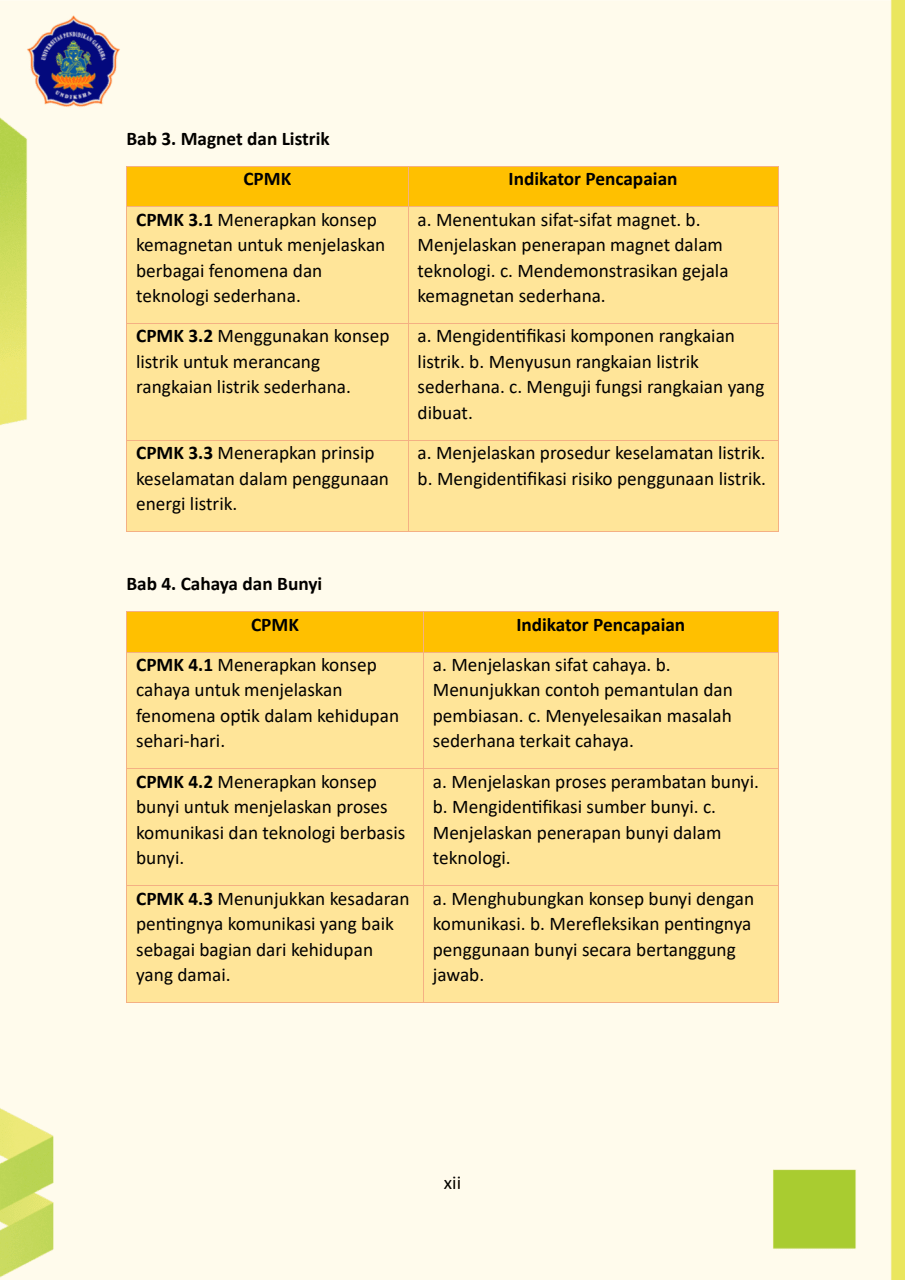 UNIVERSITAS PENDIDIKAN GANESHA
UNDIKSHA
Bab 3. Magnet dan Listrik
CPMK
Indikator Pencapaian
CPMK 3.1 Menerapkan konsep
kemagnetan untuk menjelaskan
berbagai fenomena dan
teknologi sederhana.
a. Menentukan sifat-sifat magnet. b.
Menjelaskan penerapan magnet dalam
teknologi. c. Mendemonstrasikan gejala
kemagnetan sederhana.
CPMK 3.2 Menggunakan konsep
listrik untuk merancang
rangkaian listrik sederhana.
a. Mengidentifikasi komponen rangkaian
listrik. b. Menyusun rangkaian listrik
sederhana. c. Menguji fungsi rangkaian yang
dibuat.
CPMK 3.3 Menerapkan prinsip
keselamatan dalam penggunaan
energi listrik.
a. Menjelaskan prosedur keselamatan listrik.
b. Mengidentifikasi risiko penggunaan listrik.
Bab 4. Cahaya dan Bunyi
CPMK
Indikator Pencapaian
CPMK 4.1 Menerapkan konsep
cahaya untuk menjelaskan
fenomena optik dalam kehidupan
sehari-hari.
a. Menjelaskan sifat cahaya. b.
Menunjukkan contoh pemantulan dan
pembiasan. c. Menyelesaikan masalah
sederhana terkait cahaya.
CPMK 4.2 Menerapkan konsep
bunyi untuk menjelaskan proses
komunikasi dan teknologi berbasis
bunyi.
a. Menjelaskan proses perambatan bunyi.
b. Mengidentifikasi sumber bunyi. c.
Menjelaskan penerapan bunyi dalam
teknologi.
CPMK 4.3 Menunjukkan kesadaran
pentingnya komunikasi yang baik
sebagai bagian dari kehidupan
yang damai.
a. Menghubungkan konsep bunyi dengan
komunikasi. b. Merefleksikan pentingnya
penggunaan bunyi secara bertanggung
jawab.
xii